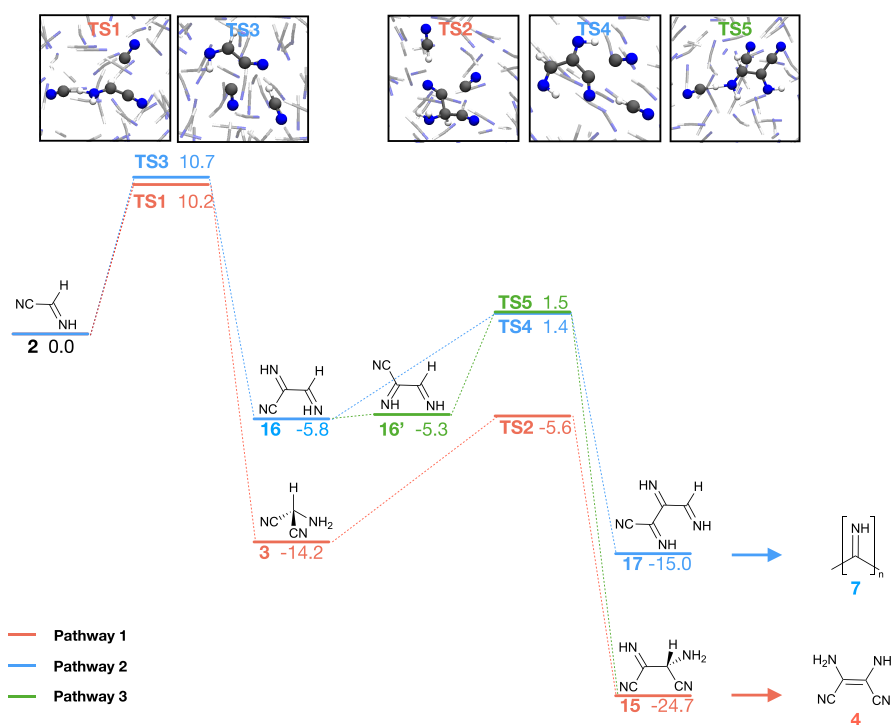 TS1
TS3
TS2
TS4
TS5
TS3 10.7
TS1 10.2
H
NC
NH
2 0.0
TS5 1.5
TS4 1.4
HN
H
NC
NH
16 -5.8
NC
H
NH
NH
16’ -5.3
TS2 -5.6
H
NC
NH2
CN
3 -14.2
HN
H
NC
NH
NH
17 -15.0
NH
n
7
HN
H
NH2
NC
CN
15 -24.7
H2N
NH
NC
CN
4
Pathway 1
Pathway 2
Pathway 3